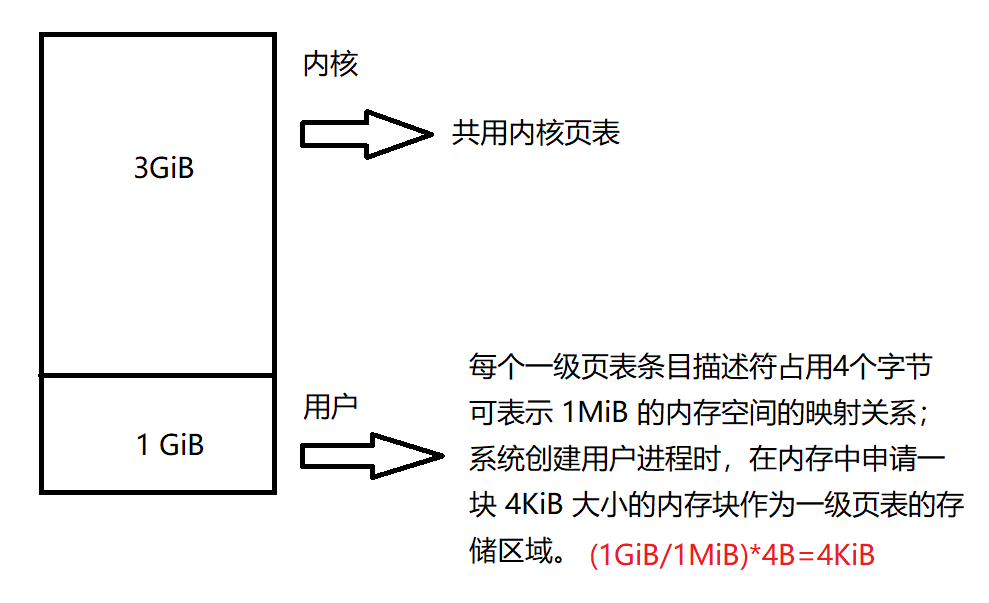 内核
共用内核页表
3GiB
每个一级页表条目描述符占用4个字节
可表示 1MiB 的内存空间的映射关系；
系统创建用户进程时，在内存中申请一
块 4KiB 大小的内存块作为一级页表的存
储区域。 (1GiB/1MiB)*4B=4KiB
用户
1 GiB